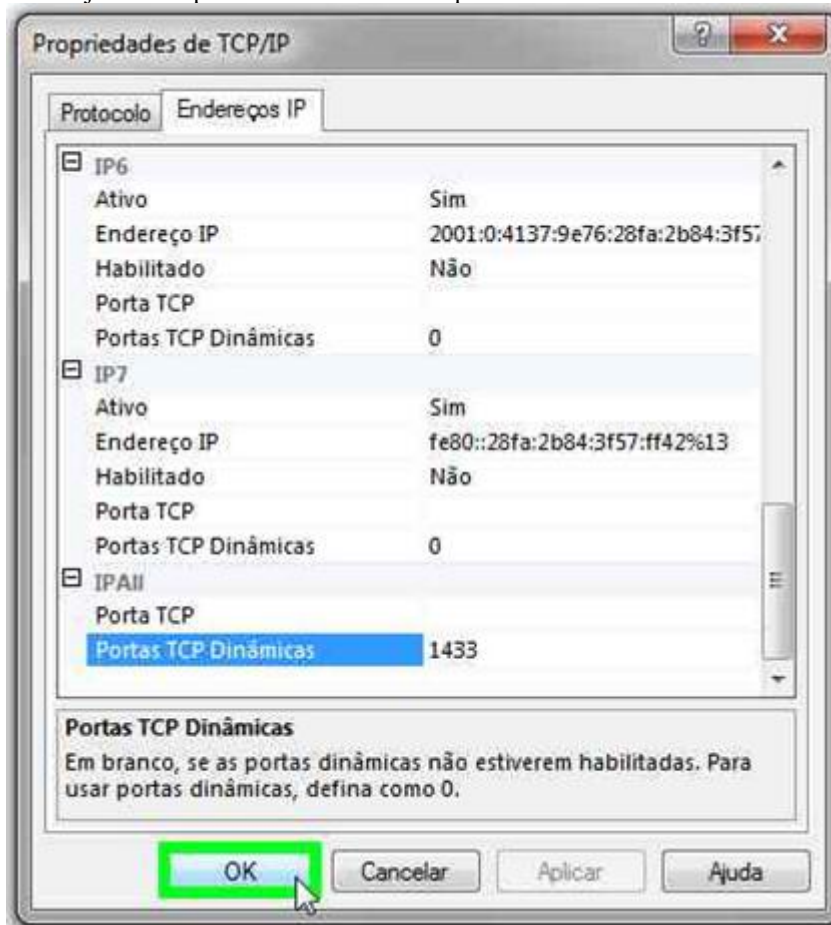 Propriedades de TCP/IP
Protocolo
Endereços IP
IP6
Ativo Sim
Endereço IP 2001:0:4137:9e76:28fa:2b84:3f57
Habilitado Não
Porta TCP
Portas TCP Dinâmicas 0
IP7
Ativo Sim
Endereço IP fe80::28fa:2b84:3f57:ff42%13
Habilitado Não
Porta TCP
Portas TCP Dinâmicas 0
IPAll
Porta TCP
Portas TCP Dinâmicas 1433
Portas TCP Dinâmicas
Em branco, se as portas dinâmicas não estiverem habilitadas. Para
usar portas dinâmicas, defina como 0.
OK Cancelar Aplicar Ajuda